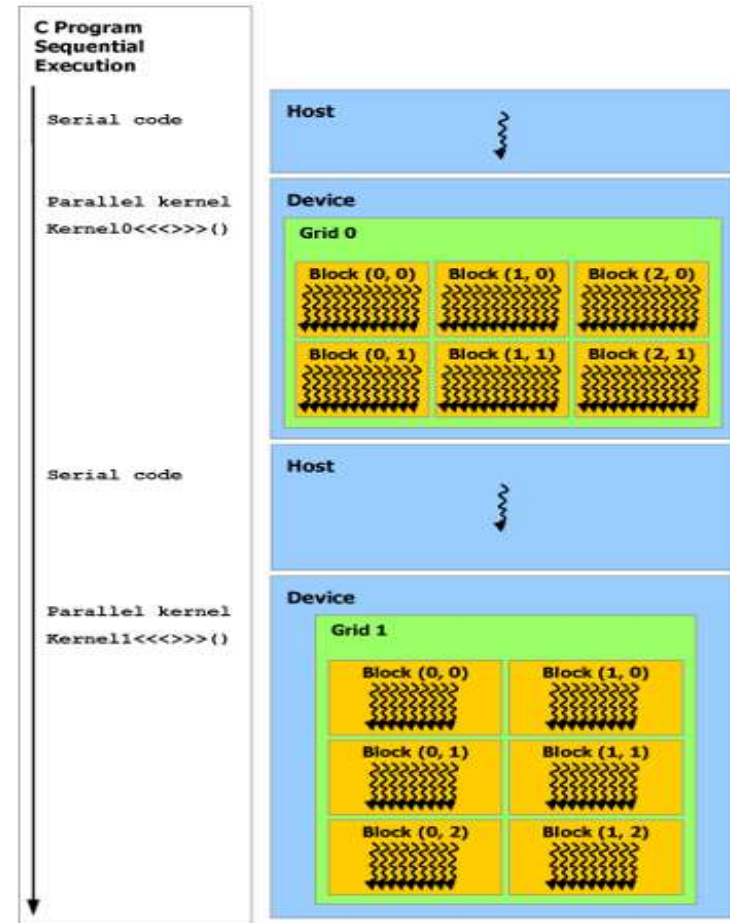 C Program
Sequential
Execution
Serial code
Host
Parallel kernel
Kernel0<<<>>>()
Device
Grid 0
Block (0, 0)
Block (1, 0)
Block (2, 0)
Block (0, 1)
Block (1, 1)
Block (2, 1)
Serial code
Host
Parallel kernel
Kernel1<<<>>>()
Device
Grid 1
Block (0, 0)
Block (1, 0)
Block (0, 1)
Block (1, 1)
Block (0, 2)
Block (1, 2)